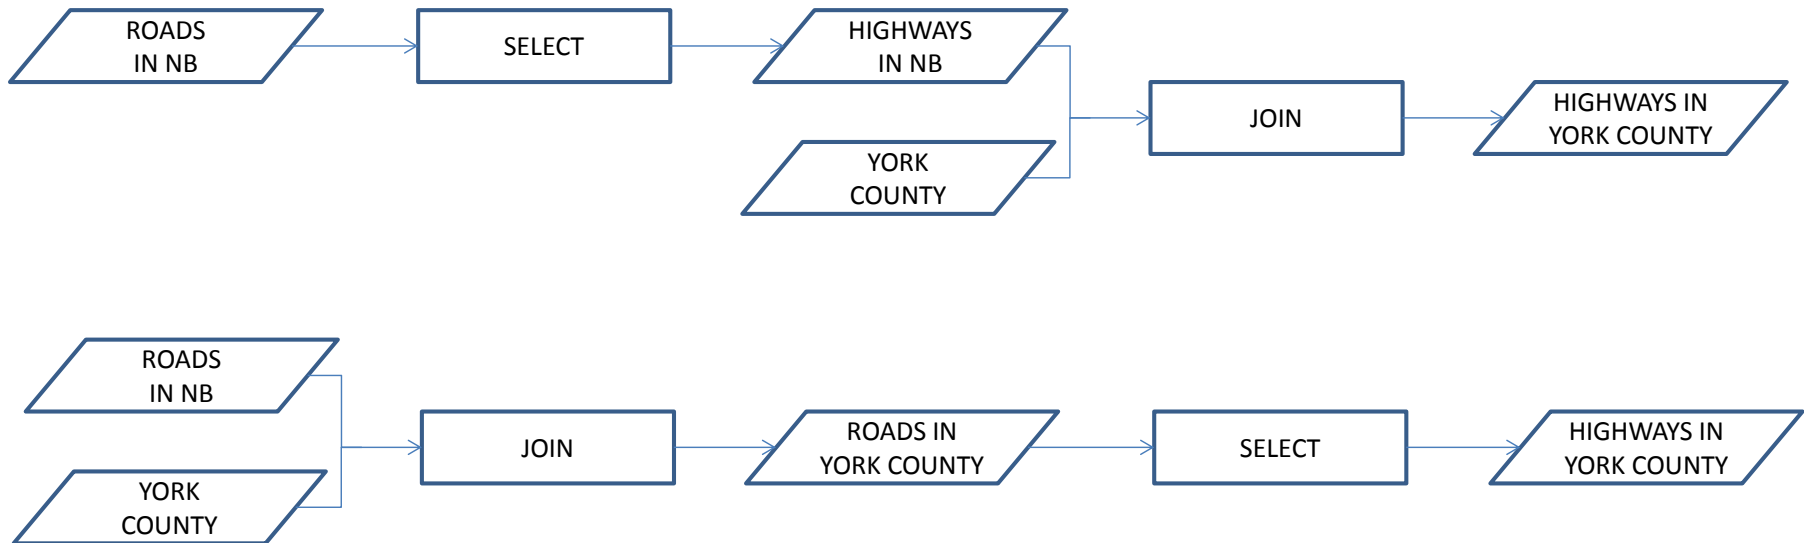 ROADS
IN NB
SELECT
HIGHWAYS
IN NB
YORK
COUNTY
JOIN
HIGHWAYS IN
YORK COUNTY
ROADS
IN NB
YORK
COUNTY
JOIN
ROADS IN
YORK COUNTY
SELECT
HIGHWAYS IN
YORK COUNTY